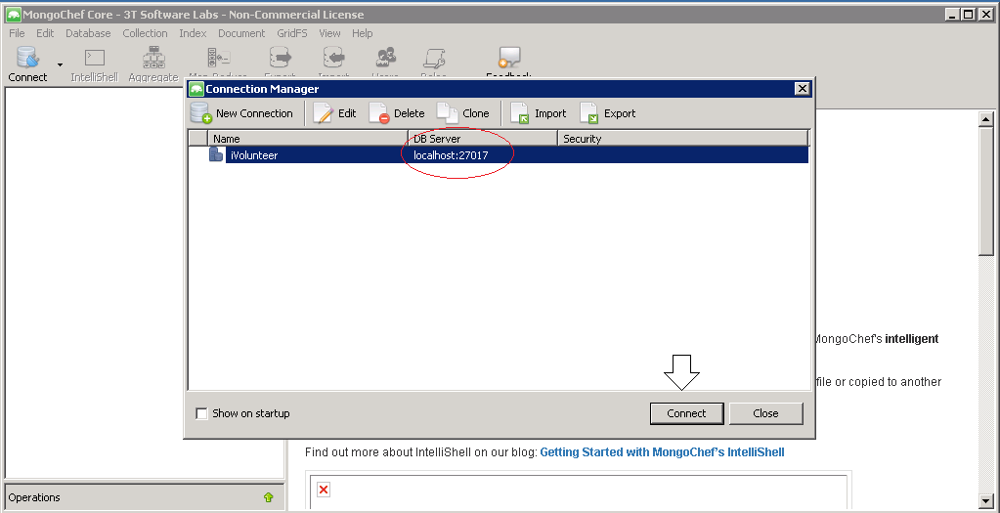 MongoChef Core - 3T Software Labs - Non-Commercial License
File Edit Database Collection Index Document GridFS View Help
Connect IntelliShell Aggregate Map-Reduce Export Import Users Roles Feedback
Connection Manager
New Connection Edit Delete Clone Import Export
Name DB Server Security
iVolunteer localhost:27017
MongoChef's intelligent
file or copied to another
Show on startup Connect Close
Find out more about IntelliShell on our blog: Getting Started with MongoChef's IntelliShell
Operations